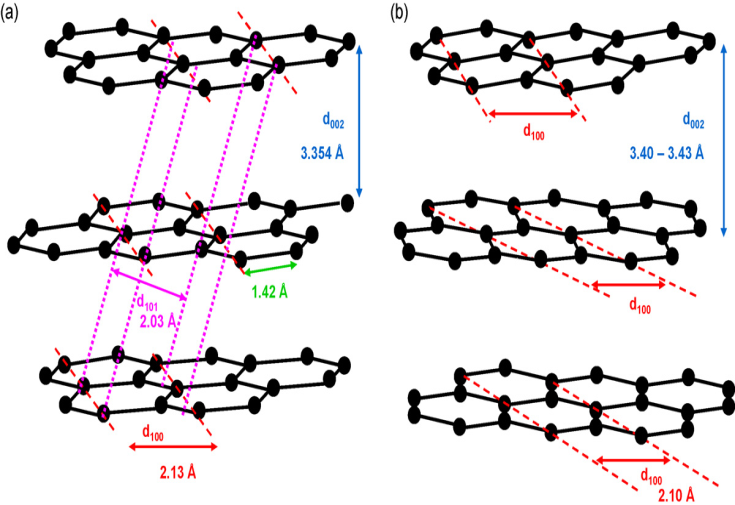 (a)
d002
3.354 Å
1.42 Å
d101
2.03 Å
d100
2.13 Å
(b)
d100
d002
3.40 – 3.43 Å
d100
d100
2.10 Å